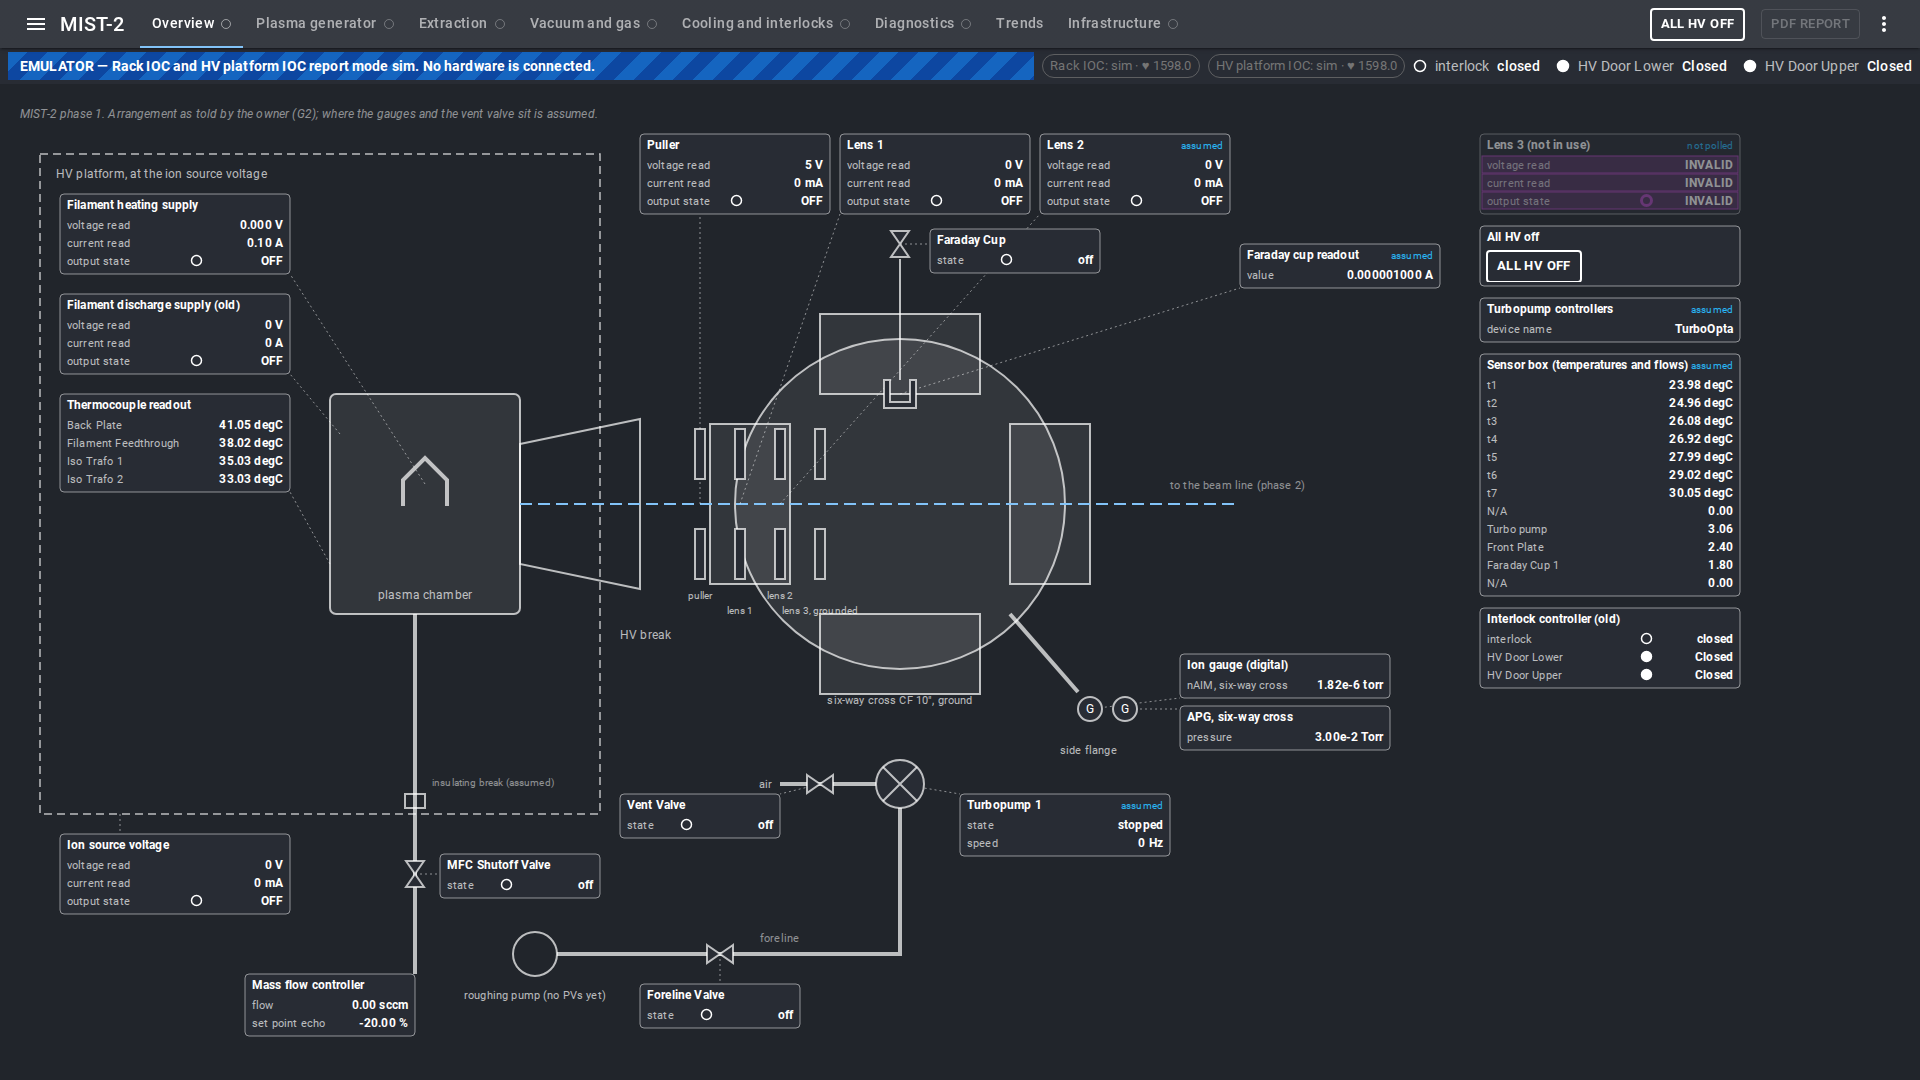 MIST-2
Overview
Plasma generator
Extraction
Vacuum and gas
Cooling and interlocks
Diagnostics
Trends
Infrastructure
ALL HV OFF
PDF REPORT
EMULATOR — Rack IOC and HV platform IOC report mode sim. No hardware is connected.
Rack IOC: sim · ♥ 1598.0
HV platform IOC: sim · ♥ 1598.0
interlock closed
HV Door Lower Closed
HV Door Upper Closed
MIST-2 phase 1. Arrangement as told by the owner (G2); where the gauges and the vent valve sit is assumed.
HV platform, at the ion source voltage
Filament heating supply
voltage read 0.000 V
current read 0.10 A
output state OFF
Filament discharge supply (old)
voltage read 0 V
current read 0 A
output state OFF
Thermocouple readout
Back Plate 41.05 degC
Filament Feedthrough 38.02 degC
Iso Trafo 1 35.03 degC
Iso Trafo 2 33.03 degC
plasma chamber
insulating break (assumed)
Ion source voltage
voltage read 0 V
current read 0 mA
output state OFF
MFC Shutoff Valve
state off
Mass flow controller
flow 0.00 sccm
set point echo -20.00 %
Puller
voltage read 5 V
current read 0 mA
output state OFF
Lens 1
voltage read 0 V
current read 0 mA
output state OFF
Lens 2 assumed
voltage read 0 V
current read 0 mA
output state OFF
Faraday Cup
state off
Faraday cup readout assumed
value 0.000001000 A
to the beam line (phase 2)
puller
lens 2
lens 1
lens 3, grounded
HV break
six-way cross CF 10", ground
Ion gauge (digital)
nAIM, six-way cross 1.82e-6 torr
G
G
APG, six-way cross
pressure 3.00e-2 Torr
side flange
air
Vent Valve
state off
Turbopump 1 assumed
state stopped
speed 0 Hz
foreline
roughing pump (no PVs yet)
Foreline Valve
state off
Lens 3 (not in use) not polled
voltage read INVALID
current read INVALID
output state INVALID
All HV off
ALL HV OFF
Turbopump controllers assumed
device name TurboOpta
Sensor box (temperatures and flows) assumed
t1 23.98 degC
t2 24.96 degC
t3 26.08 degC
t4 26.92 degC
t5 27.99 degC
t6 29.02 degC
t7 30.05 degC
N/A 0.00
Turbo pump 3.06
Front Plate 2.40
Faraday Cup 1 1.80
N/A 0.00
Interlock controller (old)
interlock closed
HV Door Lower Closed
HV Door Upper Closed